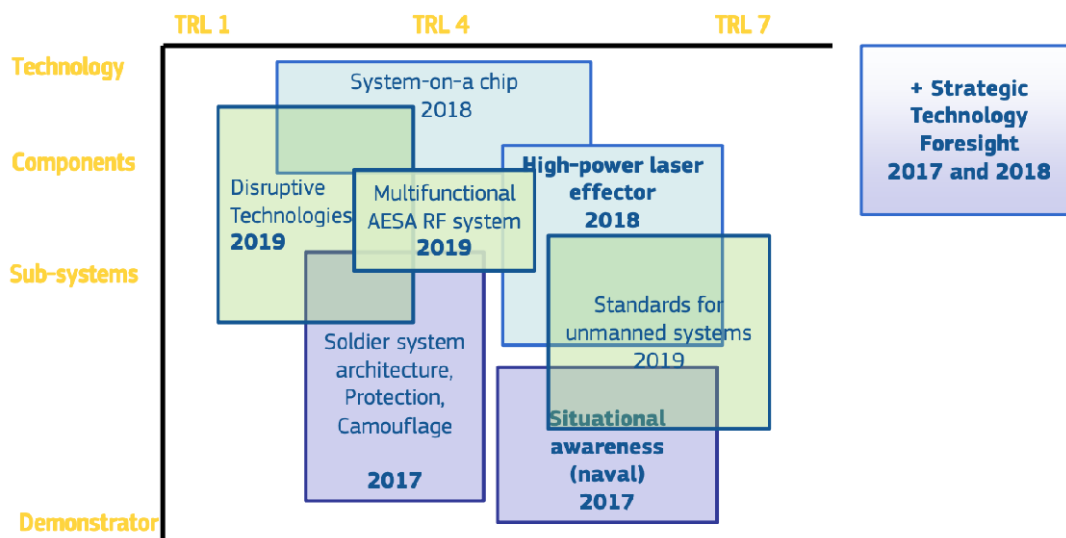 TRL 1
TRL 4
TRL 7
Technology
Components
Sub-systems
Demonstrator
System-on-a chip
2018
Disruptive
Technologies
2019
Multifunctional
AESA RF system
2019
High-power laser
effector
2018
Soldier system
architecture,
Protection,
Camouflage
2017
Standards for
unmanned systems
2019
Situational
awareness
(naval)
2017
+ Strategic
Technology
Foresight
2017 and 2018